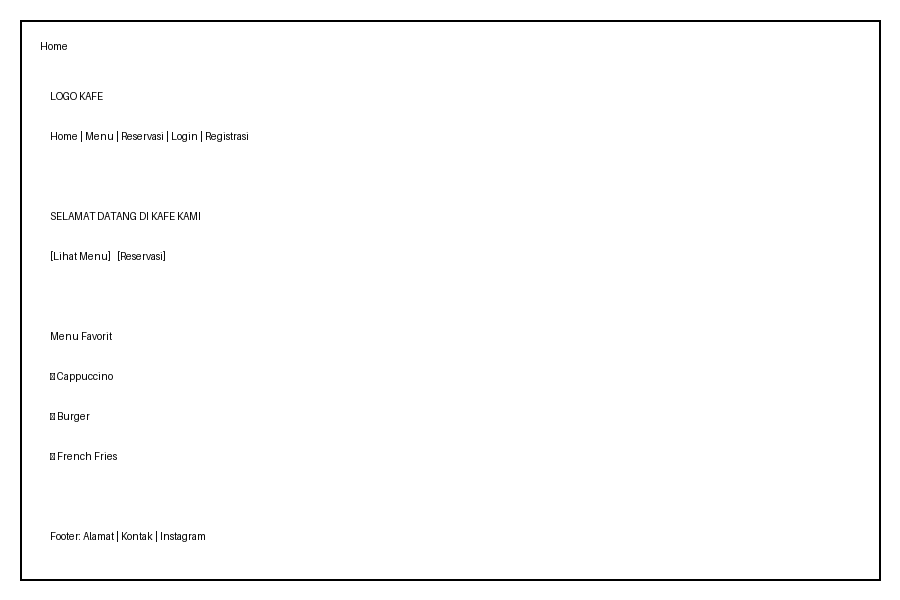 Home
LOGO KAFE
Home | Menu | Reservasi | Login | Registrasi
SELAMAT DATANG DI KAFE KAMI
[Lihat Menu] [Reservasi]
Menu Favorit
Cappuccino
Burger
French Fries
Footer: Alamat | Kontak | Instagram